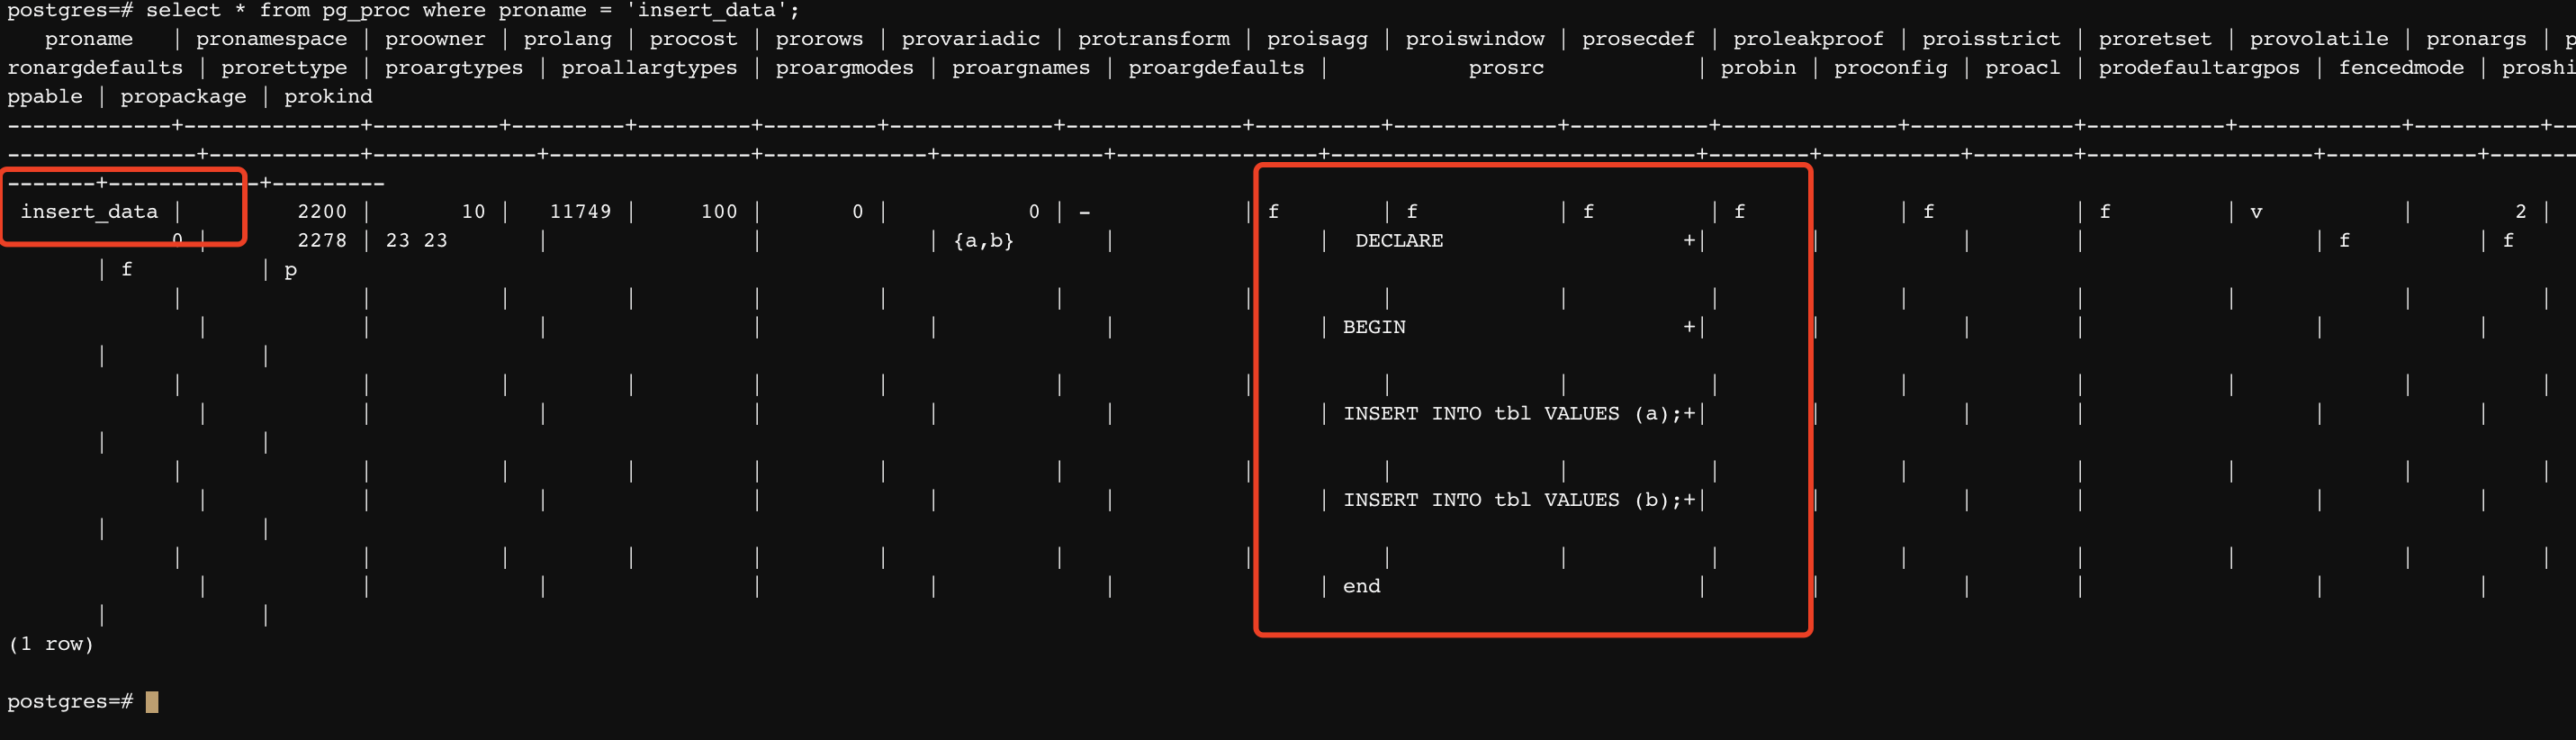 postgres=# select * from pg_proc where proname = 'insert_data';
   proname   | pronamespace | proowner | prolang | procost | prorows | provariadic | protransform | proisagg | proiswindow | prosecdef | proleakproof | proisstrict | proretset | provolatile | pronargs | p
ronargdefaults | prorettype | proargtypes | proallargtypes | proargmodes | proargnames | proargdefaults |            prosrc            | probin | proconfig | proacl | prodefaultargpos | fencedmode | proshi
ppable | propackage | prokind
-------------+--------------+----------+---------+---------+---------+-------------+--------------+----------+-------------+-----------+--------------+-------------+-----------+-------------+----------+--
---------------+------------+-------------+----------------+-------------+-------------+----------------+------------------------------+--------+-----------+--------+------------------+------------+-------
-------+------------+---------
 insert_data |         2200 |       10 |   11749 |     100 |       0 |           0 | -            | f        | f           | f         | f            | f           | f         | v           |        2 |
             0 |       2278 | 23 23       |                |             | {a,b}       |                |  DECLARE                    +|        |           |        |                  | f          | f
       | f          | p
             |              |          |         |         |         |             |              |          |             |           |              |             |           |             |          |
               |            |             |                |             |             |                | BEGIN                       +|        |           |        |                  |            |
       |            |
             |              |          |         |         |         |             |              |          |             |           |              |             |           |             |          |
               |            |             |                |             |             |                | INSERT INTO tbl VALUES (a);+|        |           |        |                  |            |
       |            |
             |              |          |         |         |         |             |              |          |             |           |              |             |           |             |          |
               |            |             |                |             |             |                | INSERT INTO tbl VALUES (b);+|        |           |        |                  |            |
       |            |
             |              |          |         |         |         |             |              |          |             |           |              |             |           |             |          |
               |            |             |                |             |             |                | end                          |        |           |        |                  |            |
       |            |
(1 row)
postgres=#